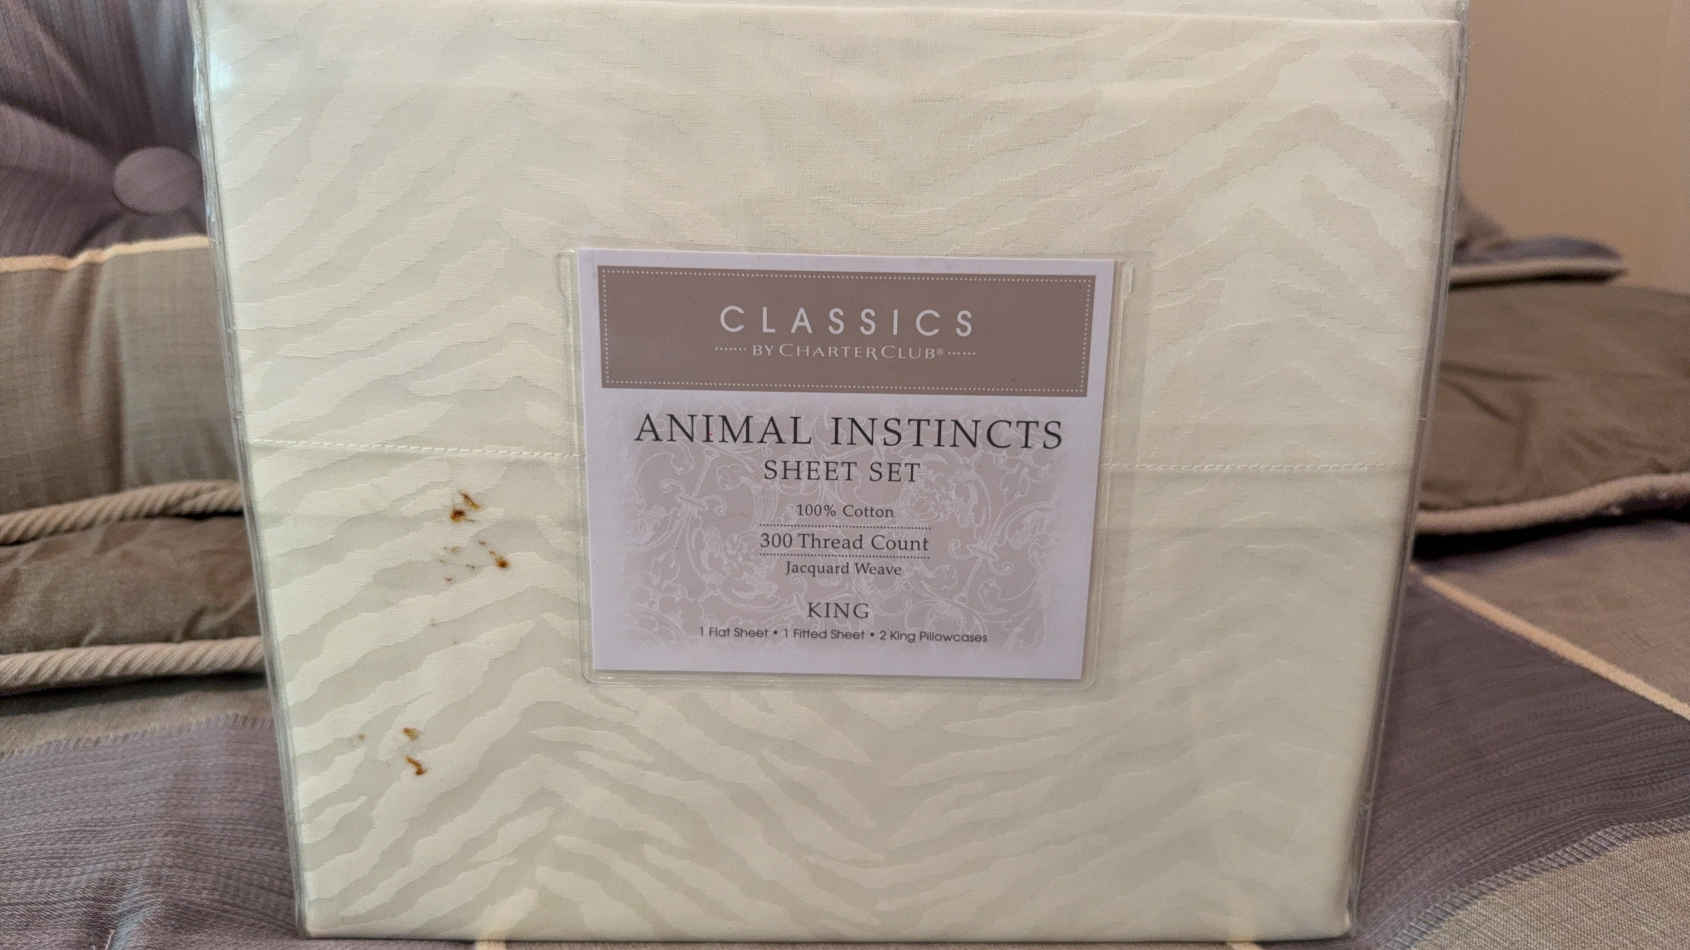 CLASSICS
BY CHARTER CLUB®
ANIMAL INSTINCTS
SHEET SET
100% Cotton
300 Thread Count
Jacquard Weave
KING
1 Flat Sheet • 1 Fitted Sheet • 2 King Pillowcases